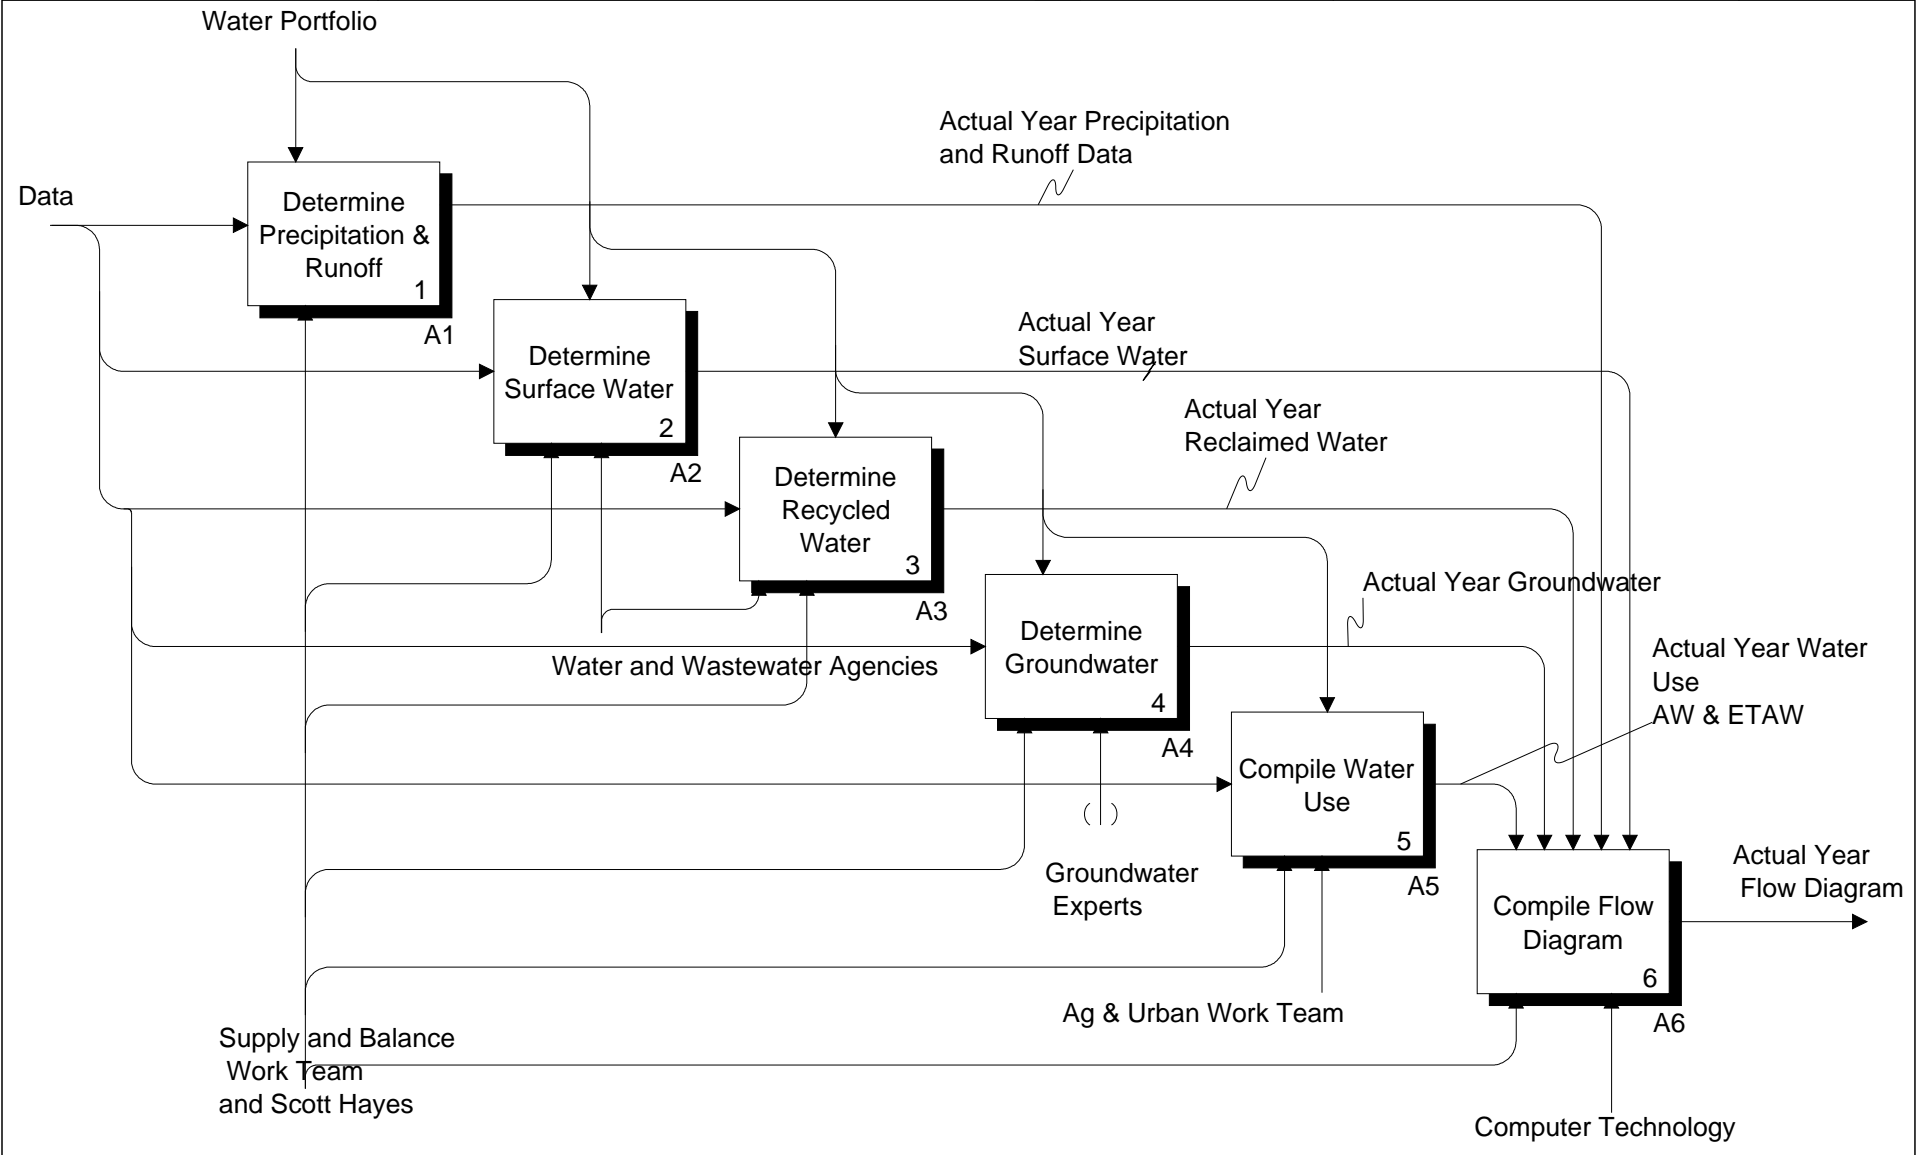 Water Portfolio
Actual Year Precipitation
and Runoff Data
Data
Determine
Precipitation &
Runoff
1
A1
Actual Year
Surface Water
Determine
Surface Water
2
A2
Actual Year
Reclaimed Water
Determine
Recycled
Water
3
A3
Actual Year Groundwater
Determine
Groundwater
4
A4
Water and Wastewater Agencies
Actual Year Water
Use
AW & ETAW
Compile Water
Use
5
A5
Groundwater
Experts
Actual Year
Flow Diagram
Compile Flow
Diagram
6
A6
Ag & Urban Work Team
Supply and Balance
Work Team
and Scott Hayes
Computer Technology